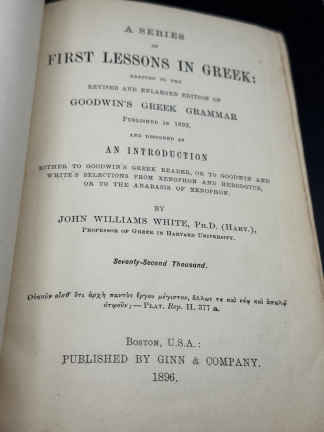 A SERIES
OF
FIRST LESSONS IN GREEK:
ADAPTED TO THE
REVISED AND ENLARGED EDITION OF
GOODWIN'S GREEK GRAMMAR
PUBLISHED IN 1892,
AND DESIGNED AS
AN INTRODUCTION
EITHER TO GOODWIN'S GREEK READER, OR TO GOODWIN AND
WHITE'S SELECTIONS FROM XENOPHON AND HERODOTUS,
OR TO THE ANABASIS OF XENOPHON.
BY
JOHN WILLIAMS WHITE, PH.D. (HARV.),
PROFESSOR OF GREEK IN HARVARD UNIVERSITY.
Seventy-Second Thousand.
Οὐκοῦν οἶσθ' ὅτι ἀρχὴ παντὸς ἔργου μέγιστον, ἄλλως τε καὶ νέῳ καὶ ἁπαλῷ
ὁτῳοῦν; — PLAT. Rep. II. 377 a.
BOSTON, U.S.A.:
PUBLISHED BY GINN & COMPANY.
1896.